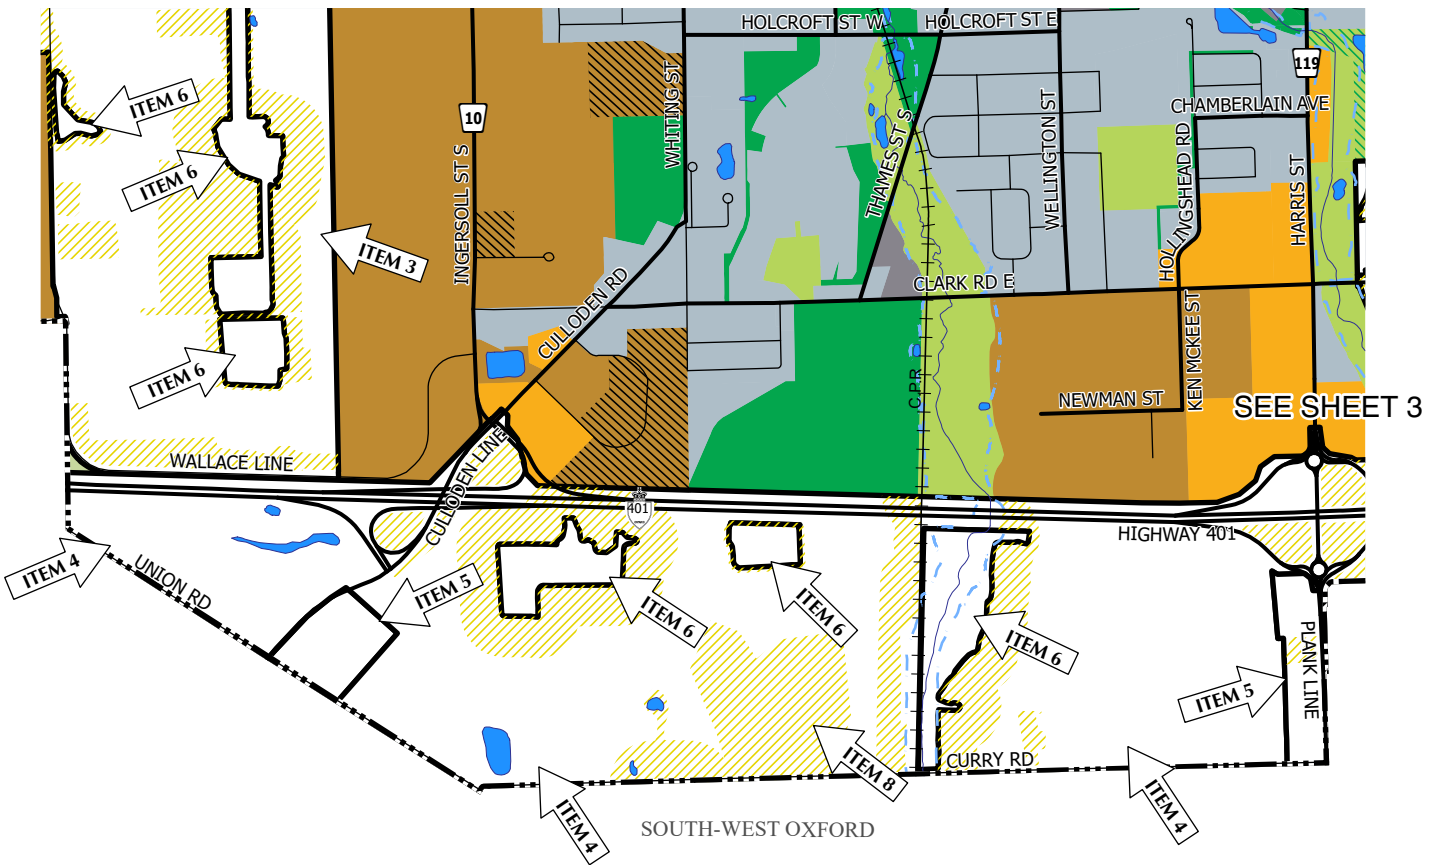 HOLCROFT ST W
HOLCROFT ST E
119
ITEM 6
CHAMBERLAIN AVE
10
WHITING ST
THAMES ST S
WELLINGTON ST
HOLLINGSHEAD RD
HARRIS ST
ITEM 6
INGERSOLL ST S
ITEM 3
CLARK RD E
CULLODEN RD
KEN MCKEE ST
ITEM 6
C.P.R
NEWMAN ST
SEE SHEET 3
WALLACE LINE
CULLODEN LINE
401
HIGHWAY 401
ITEM 4
UNION RD
ITEM 5
ITEM 6
ITEM 6
ITEM 6
ITEM 5
PLANK LINE
ITEM 8
CURRY RD
ITEM 4
ITEM 4
SOUTH-WEST OXFORD